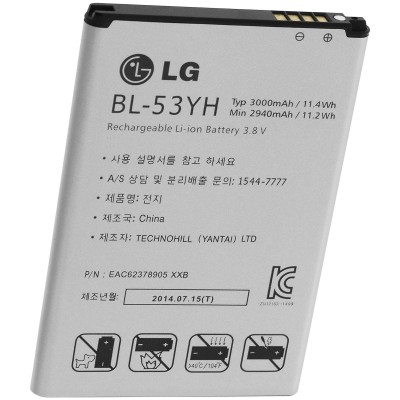 LG
BL-53YH
Typ 3000mAh / 11.4Wh
Min 2940mAh / 11.2Wh
Rechargeable Li-ion Battery 3.8 V
• 사용 설명서를 참고하세요.
• A/S 상담 및 분리배출 문의: 1544-7777
• 제품명: 전지
• 제조국: China
• 제조자: TECHNOHILL (YANTAI) LTD
P/N : EAC62378905 XXB
제조년월
2014.07.15(T)